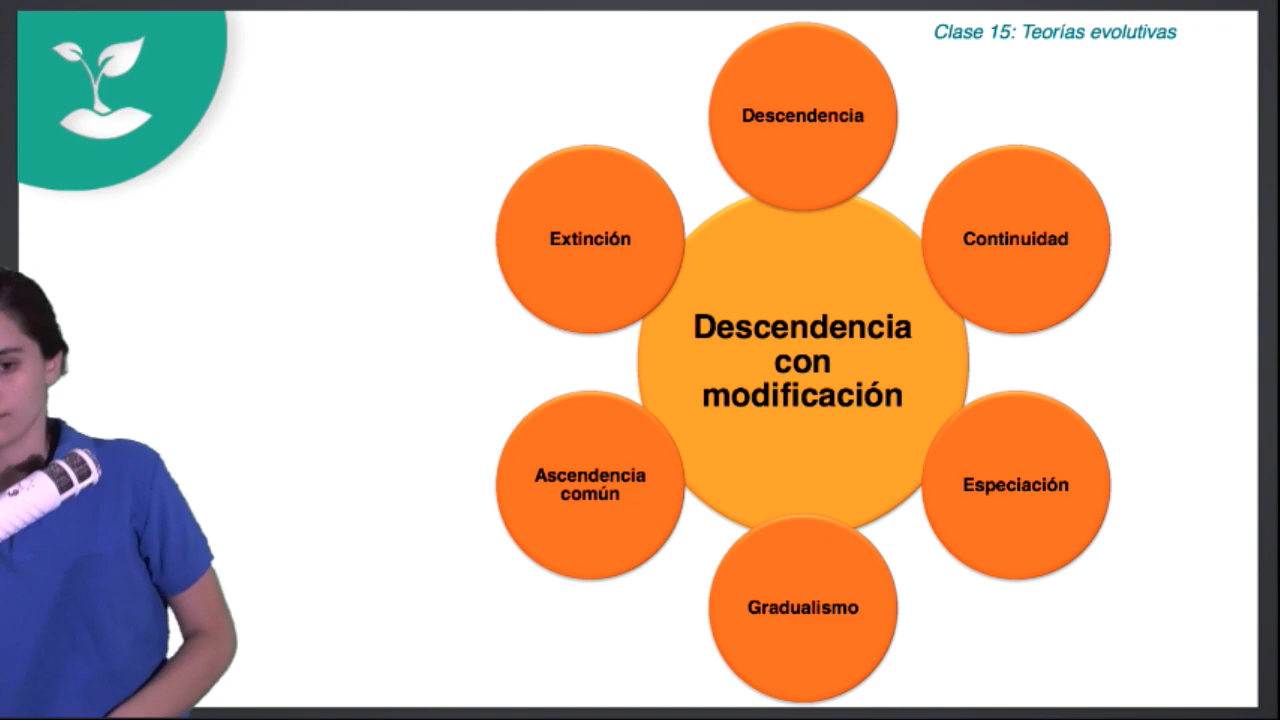 Clase 15: Teorías evolutivas
Descendencia
Extinción
Continuidad
Descendencia
con
modificación
Ascendencia
común
Especiación
Gradualismo